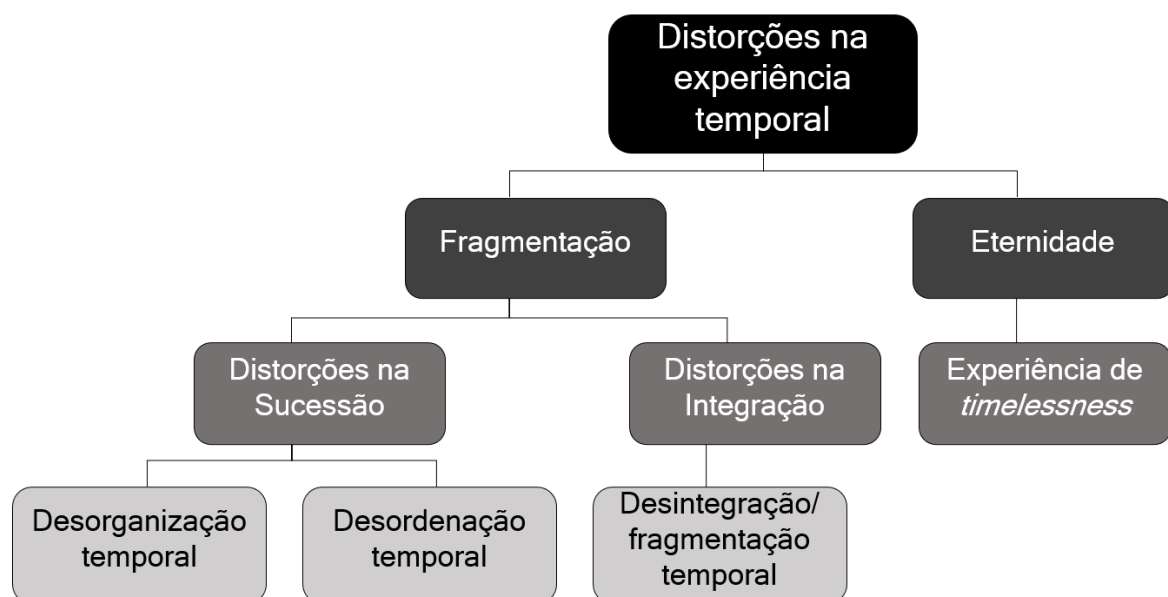 Distorções na
experiência
temporal
Fragmentação
Eternidade
Distorções na
Sucessão
Distorções na
Integração
Experiência de
timelessness
Desorganização
temporal
Desordenação
temporal
Desintegração/
fragmentação
temporal